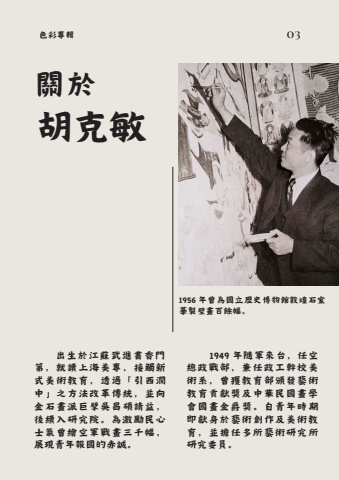 色彩專輯
03
關於
胡克敏
1956 年曾為國立歷史博物館敦煌石室
摹製壁畫百餘幅。
出生於江蘇武進書香門
第，就讀上海美專，接觸新
式美術教育，透過「引西潤
中」之方法改革傳統，並向
金石畫派巨擘吳昌碩請益，
後續入研究院。為激勵民心
士氣曾繪空軍戰畫三千幅，
展現青年報國的赤誠。
1949 年隨軍來台，任空
總政戰部，兼任政工幹校美
術系，曾獲教育部頒發藝術
教育貢獻獎及中華民國畫學
會國畫金爵獎。自青年時期
即獻身於藝術創作及美術教
育，並擔任多所藝術研究所
研究委員。